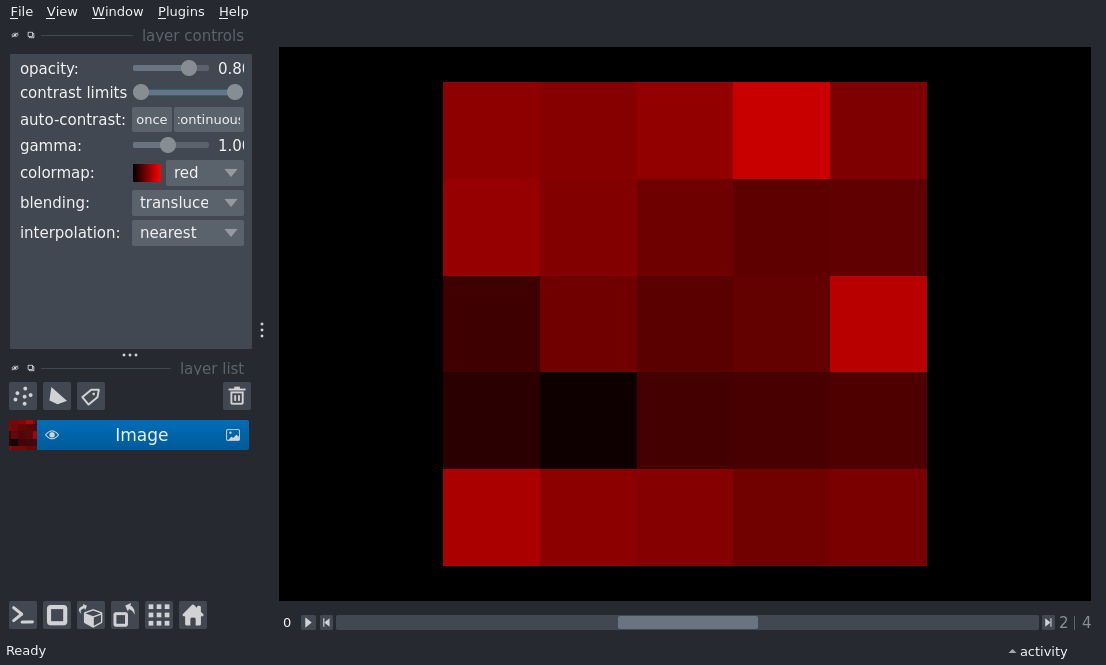 File View Window Plugins Help
layer controls
opacity: 0.80
contrast limits
auto-contrast: once continuous
gamma: 1.00
colormap: red
blending: transluce
interpolation: nearest
layer list
Image
0 2 | 4
Ready activity